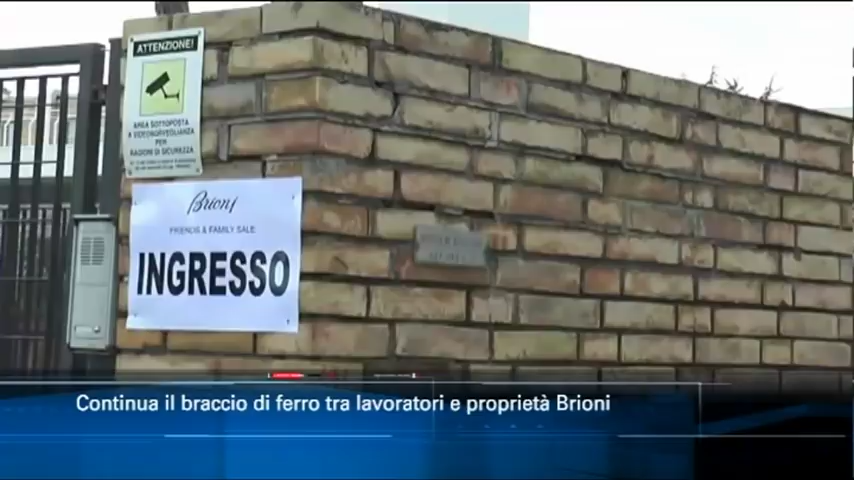 ATTENZIONE!
AREA SOTTOPOSTA
A VIDEOSORVEGLIANZA
PER
RAGIONI DI SICUREZZA
Brioni
FRIENDS & FAMILY SALE
INGRESSO
Continua il braccio di ferro tra lavoratori e proprietà Brioni